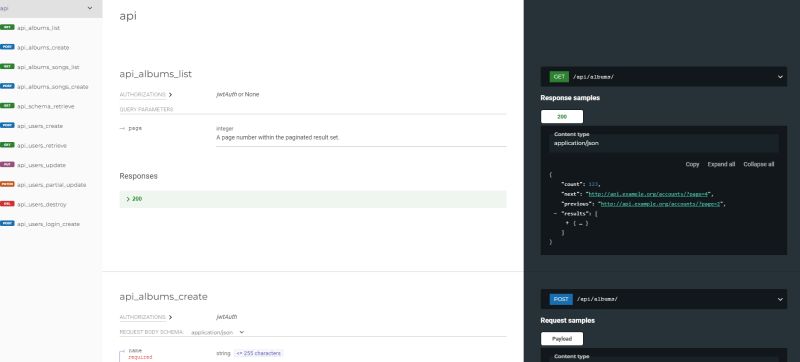 api
GET api_albums_list
POST api_albums_create
GET api_albums_songs_list
POST api_albums_songs_create
GET api_schema_retrieve
POST api_users_create
GET api_users_retrieve
PUT api_users_update
PATCH api_users_partial_update
DEL api_users_destroy
POST api_users_login_create
api
api_albums_list
AUTHORIZATIONS: jwtAuth or None
QUERY PARAMETERS
page integer
A page number within the paginated result set.
Responses
200
GET /api/albums/
Response samples
200
Content type
application/json
Copy Expand all Collapse all
{
"count": 123,
"next": "http://api.example.org/accounts/?page=4",
"previous": "http://api.example.org/accounts/?page=2",
- "results": [
+ { … }
]
}
api_albums_create
AUTHORIZATIONS: jwtAuth
REQUEST BODY SCHEMA: application/json
name string <= 255 characters
required
POST /api/albums/
Request samples
Payload
Content type